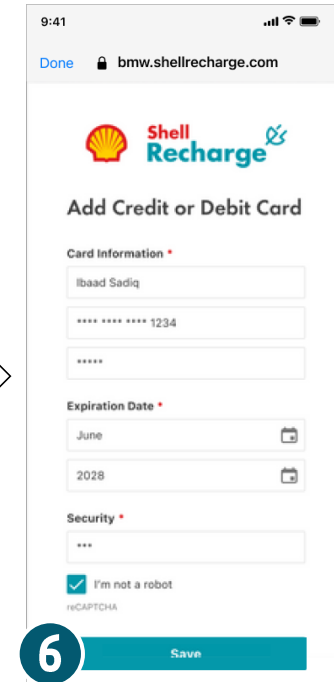 9:41
Done bmw.shellrecharge.com
Shell
Recharge
Add Credit or Debit Card
Card Information *
Ibaad Sadiq
**** **** **** 1234
*****
Expiration Date *
June
2028
Security *
***
I'm not a robot
reCAPTCHA
6
Save